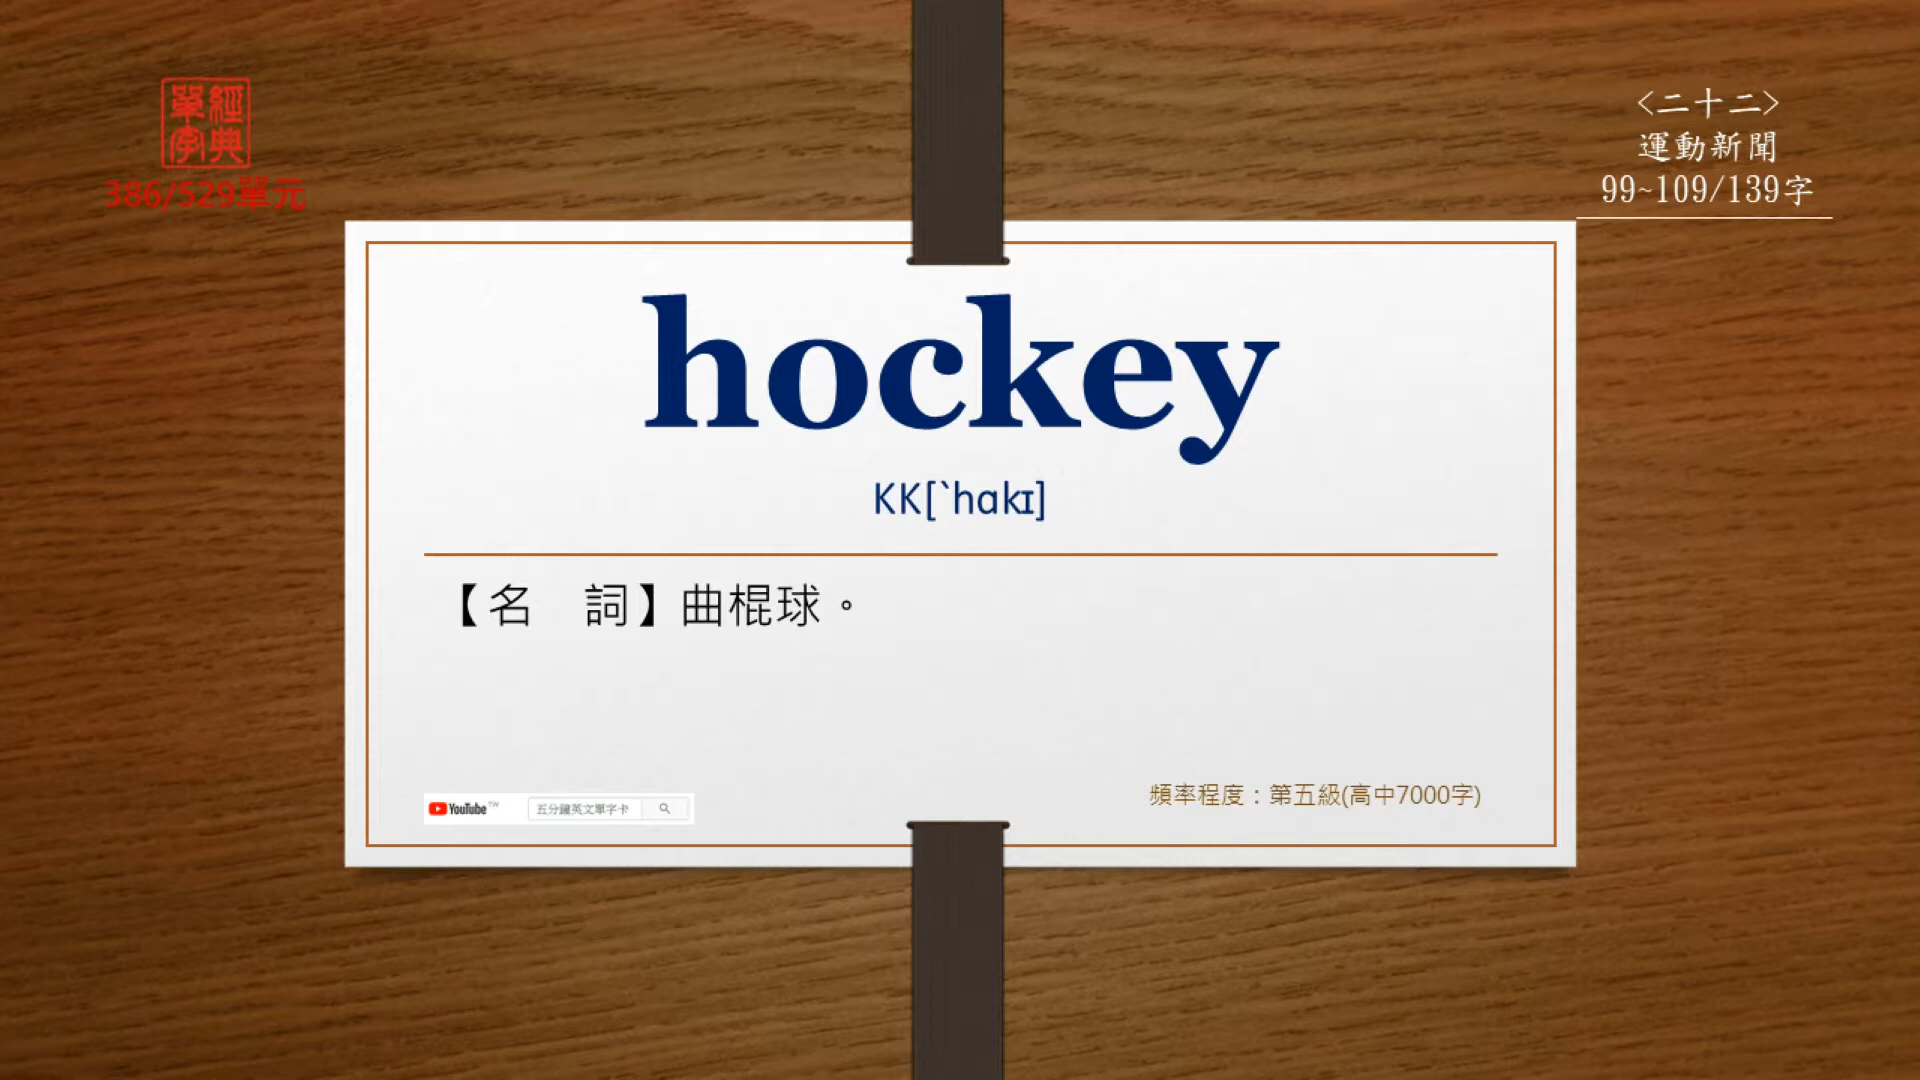 經典單字
386/529單元
<二十二>
運動新聞
99~109/139字
hockey
KK[ˋhɑkɪ]
【名　詞】曲棍球。
YouTube TW
五分鐘英文單字卡
頻率程度：第五級(高中7000字)